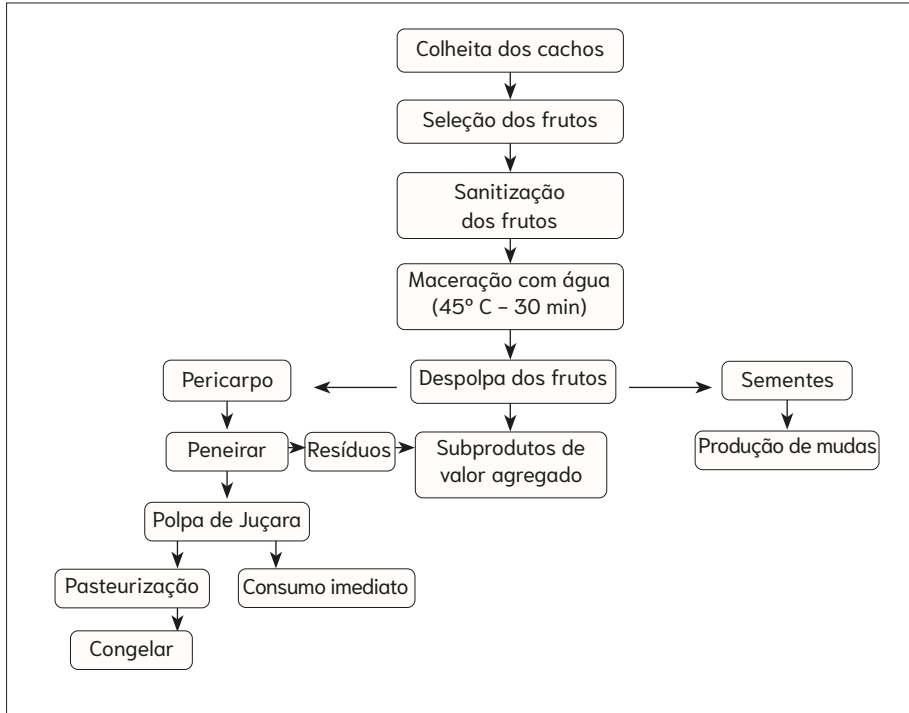 Colheita dos cachos
Seleção dos frutos
Sanitização
dos frutos
Maceração com água
(45º C – 30 min)
Pericarpo
Despolpa dos frutos
Sementes
Peneirar
Resíduos
Subprodutos de
valor agregado
Produção de mudas
Polpa de Juçara
Pasteurização
Consumo imediato
Congelar